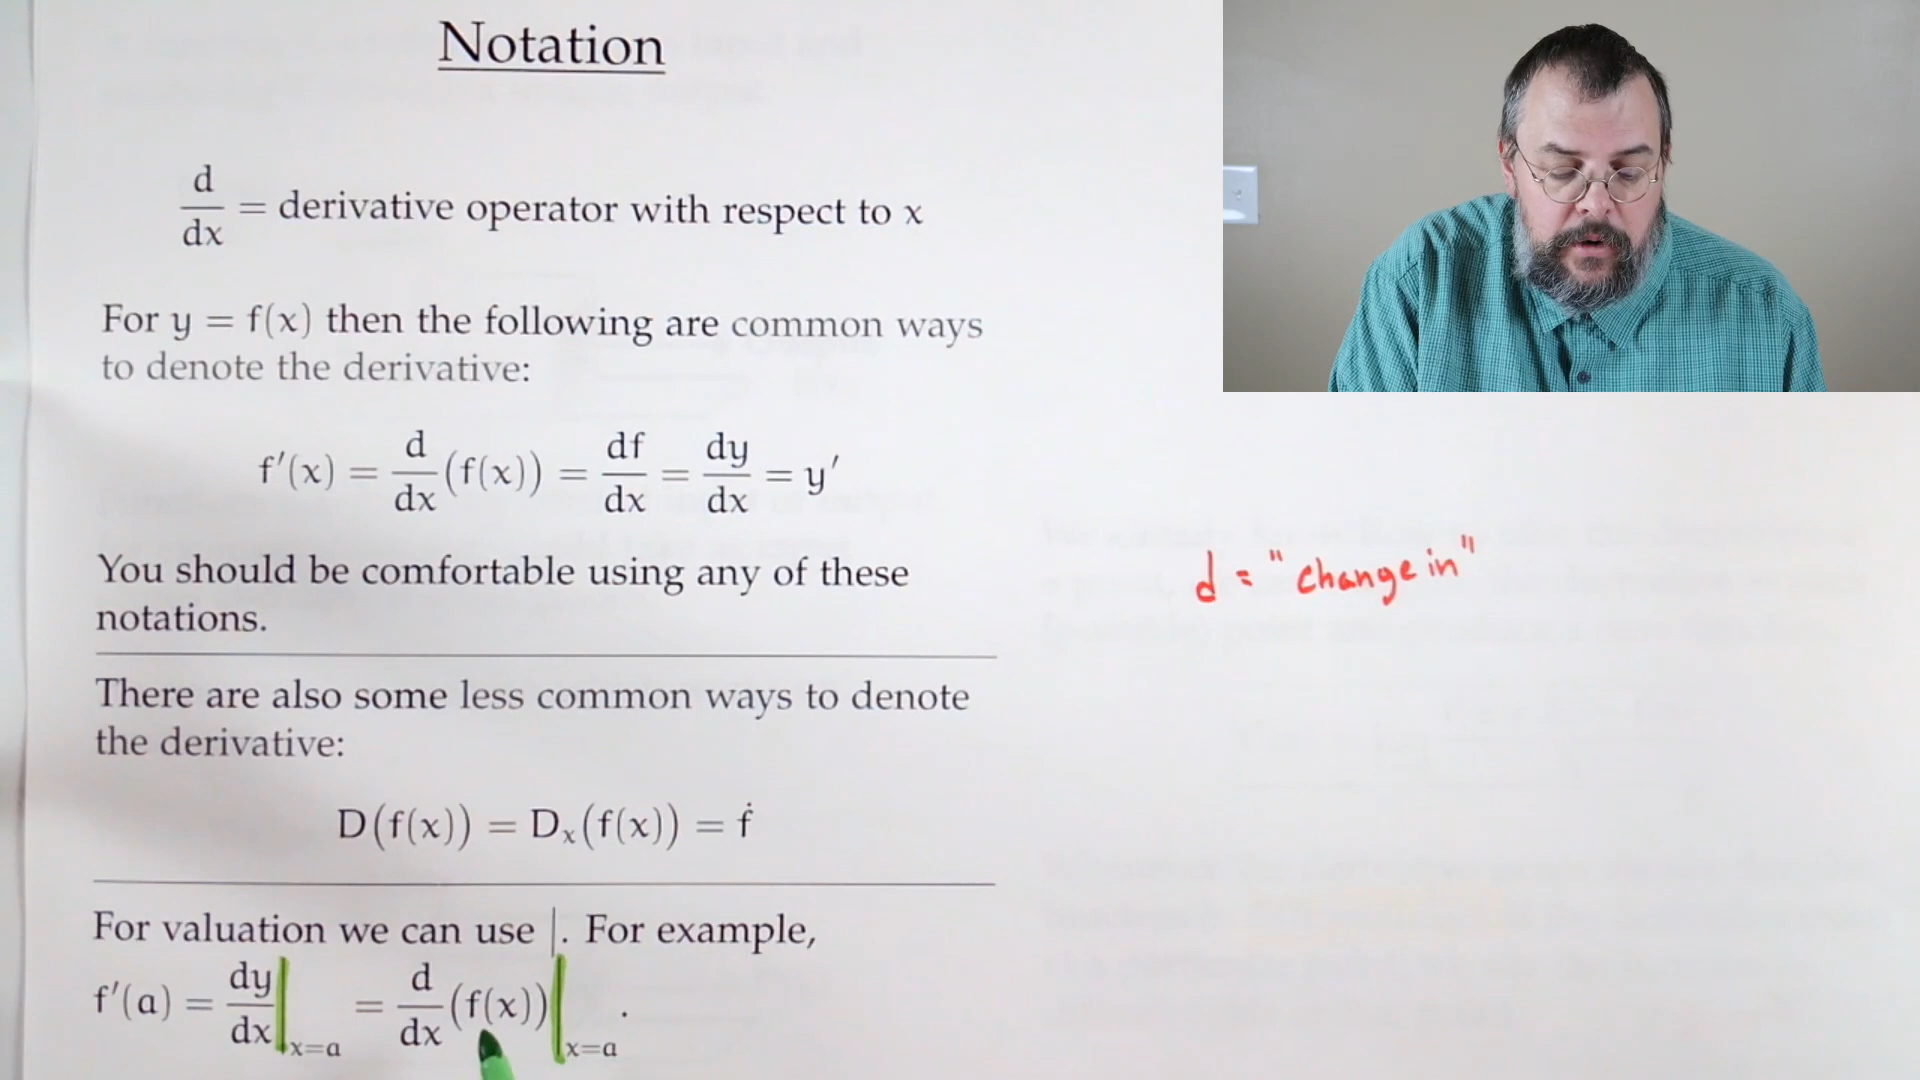 Notation
d/dx = derivative operator with respect to x
For y = f(x) then the following are common ways
to denote the derivative:
f′(x) = d/dx (f(x)) = df/dx = dy/dx = y′
You should be comfortable using any of these
notations.
d = "change in"
There are also some less common ways to denote
the derivative:
D(f(x)) = Dₓ(f(x)) = ḟ
For valuation we can use |. For example,
f′(a) = dy/dx |x=a = d/dx (f(x))|x=a .